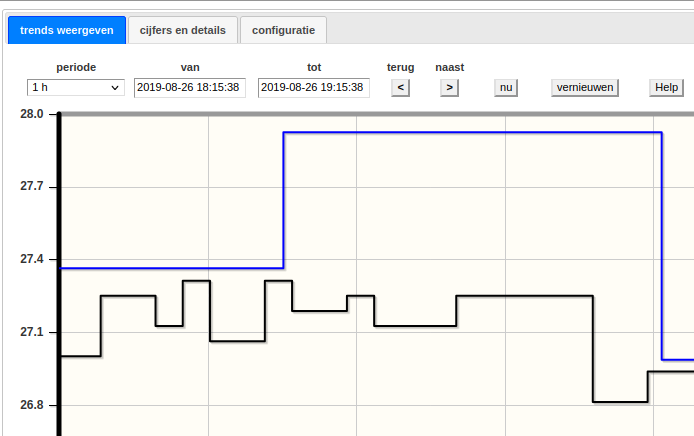 trends weergeven cijfers en details configuratie
periode van tot terug naast
1 h 2019-08-26 18:15:38 2019-08-26 19:15:38 < > nu vernieuwen Help
28.0
27.7
27.4
27.1
26.8